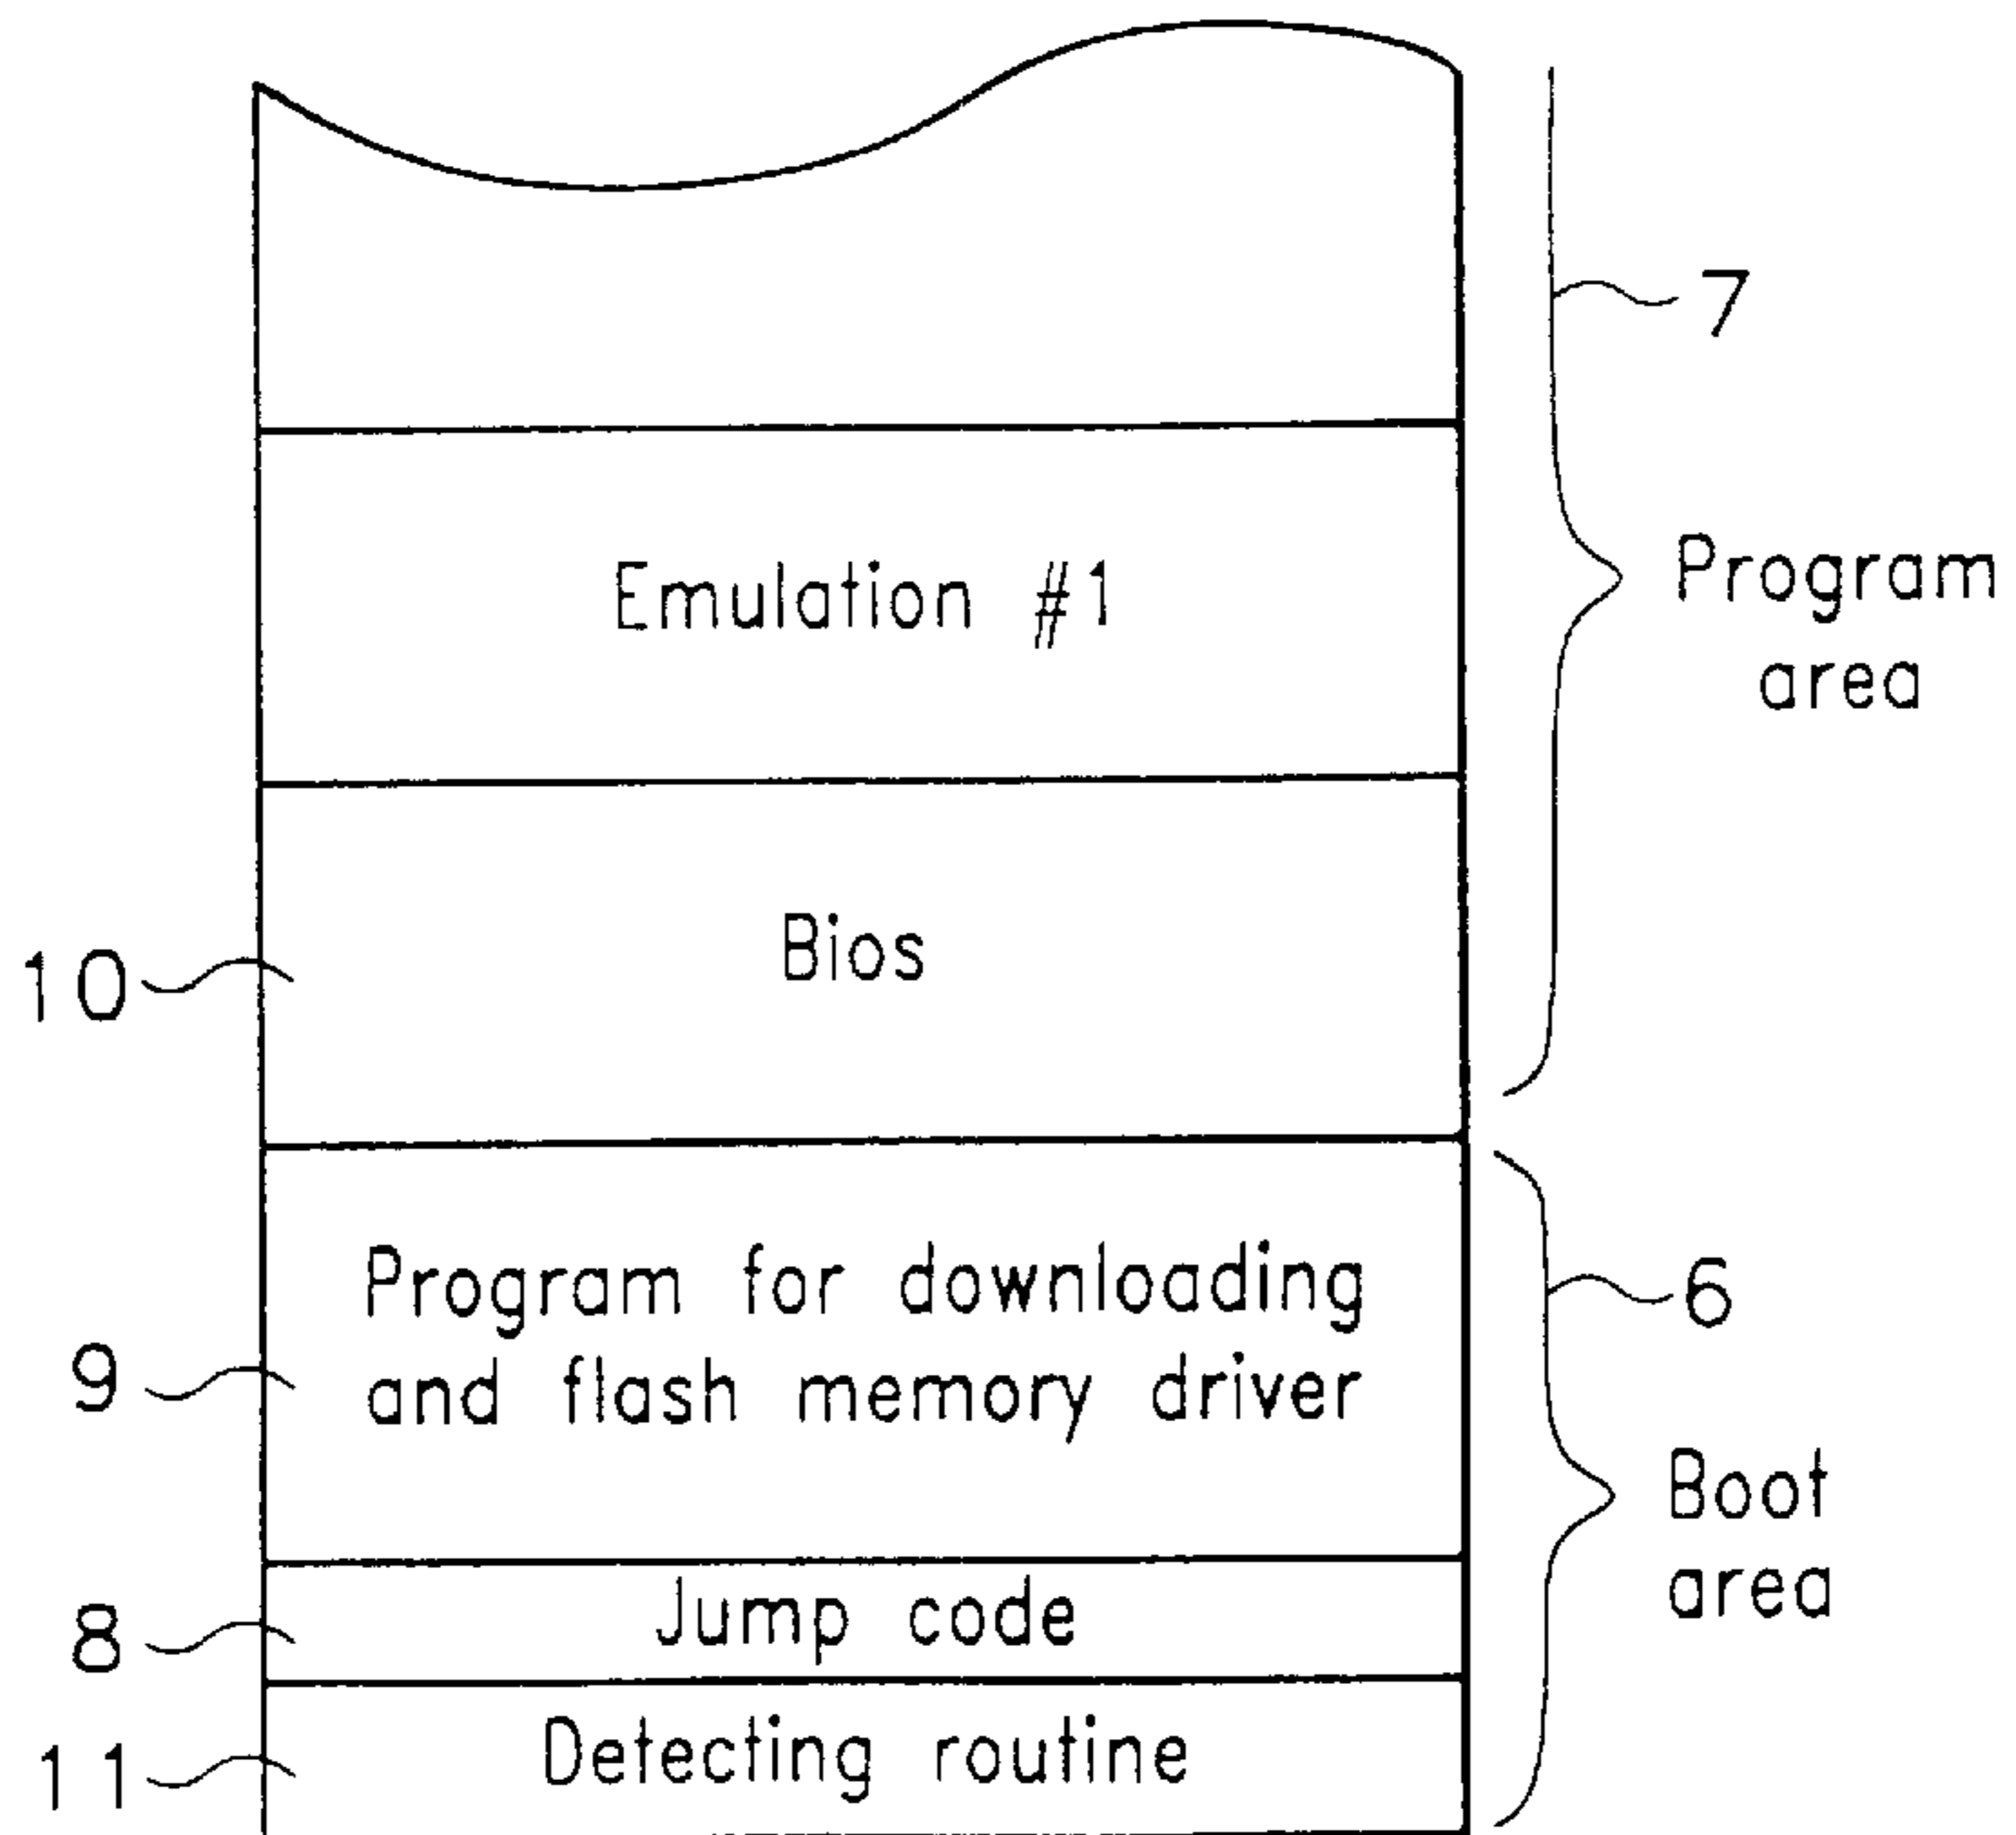 7
Emulation #1
Program
area
Bios
10
Program for downloading
and flash memory driver
9
6
Boot
area
Jump code
8
Detecting routine
11